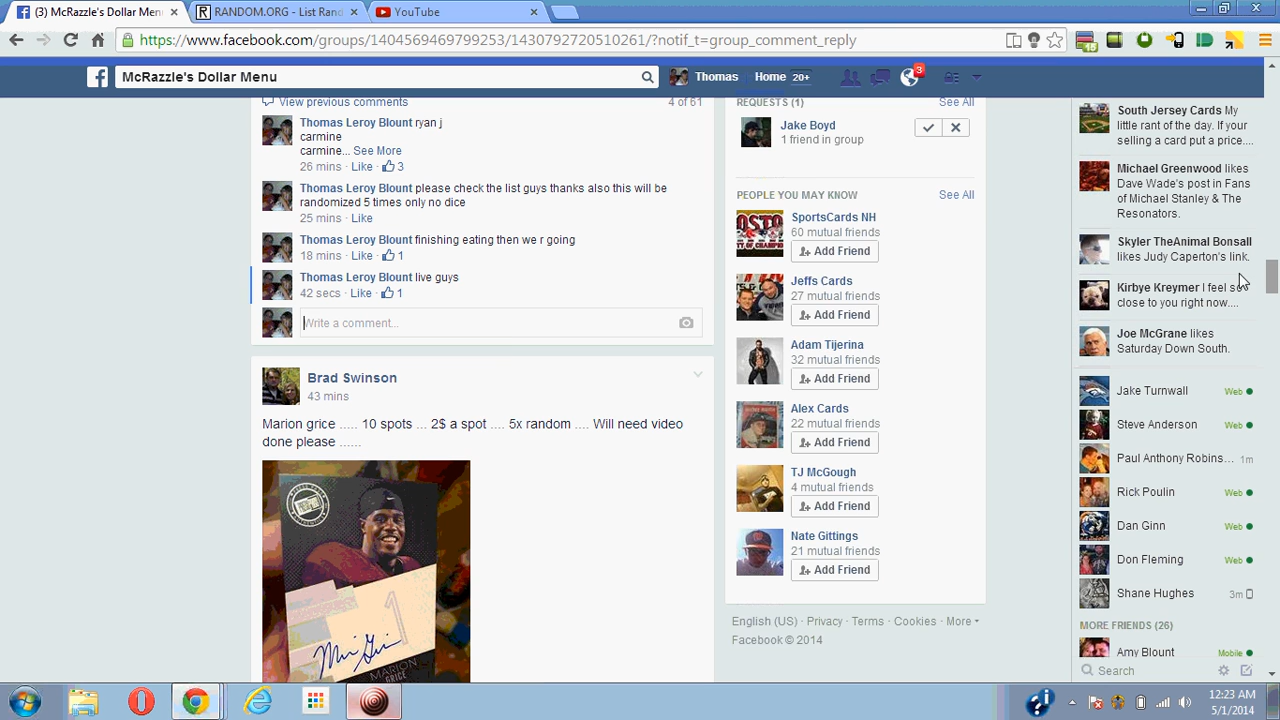 (3) McRazzle's Dollar Men
RANDOM.ORG - List Rand
YouTube
https://www.facebook.com/groups/1404569469799253/1430792720510261/?notif_t=group_comment_reply
15
McRazzle's Dollar Menu
Thomas
Home 20+
3
View previous comments
4 of 61
Thomas Leroy Blount ryan j
carmine
carmine... See More
26 mins · Like · 3
Thomas Leroy Blount please check the list guys thanks also this will be
randomized 5 times only no dice
25 mins · Like
Thomas Leroy Blount finishing eating then we r going
18 mins · Like · 1
Thomas Leroy Blount live guys
42 secs · Like · 1
Write a comment...
Brad Swinson
43 mins
Marion grice ..... 10 spots ... 2$ a spot .... 5x random .... Will need video
done please ......
MARION
GRICE
REQUESTS (1)
See All
Jake Boyd
1 friend in group
PEOPLE YOU MAY KNOW
See All
SportsCards NH
60 mutual friends
Add Friend
Jeffs Cards
27 mutual friends
Add Friend
Adam Tijerina
32 mutual friends
Add Friend
Alex Cards
22 mutual friends
Add Friend
TJ McGough
4 mutual friends
Add Friend
Nate Gittings
21 mutual friends
Add Friend
English (US) · Privacy · Terms · Cookies · More
Facebook © 2014
South Jersey Cards My
little rant of the day. If your
selling a card put a price....
Michael Greenwood likes
Dave Wade's post in Fans
of Michael Stanley & The
Resonators.
Skyler TheAnimal Bonsall
likes Judy Caperton's link.
Kirbye Kreymer I feel so
close to you right now....
Joe McGrane likes
Saturday Down South.
Jake Turnwall Web
Steve Anderson Web
Paul Anthony Robins... 1m
Rick Poulin Web
Dan Ginn Web
Don Fleming Web
Shane Hughes 3m
MORE FRIENDS (26)
Amy Blount Mobile
Search
12:23 AM
5/1/2014